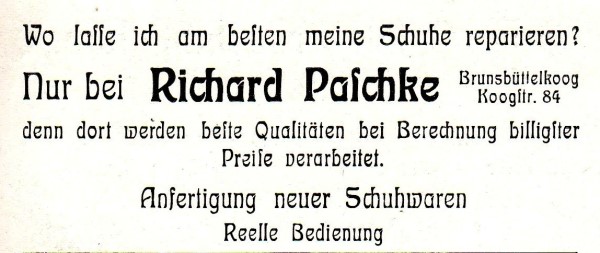 Wo laſſe ich am beſten meine Schuhe reparieren?
Nur bei Richard Paſchke Brunsbüttelkoog
Koogſtr. 84
denn dort werden beſte Qualitäten bei Berechnung billigſter
Preiſe verarbeitet.
Anfertigung neuer Schuhwaren
Reelle Bedienung